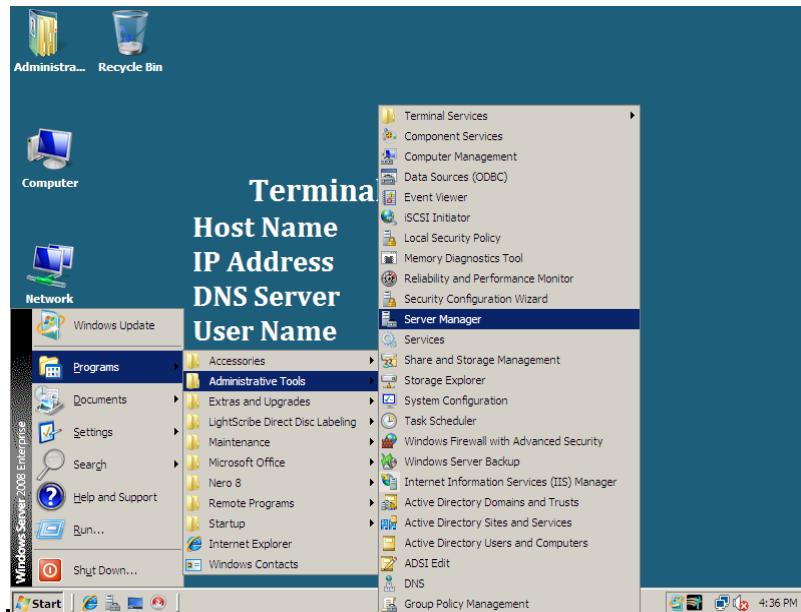 Administra...
Recycle Bin
Computer
Network
Termina
Host Name
IP Address
DNS Server
User Name
Windows Server 2008 Enterprise
Windows Update
Programs
Documents
Settings
Search
Help and Support
Run...
Shut Down...
Accessories
Administrative Tools
Extras and Upgrades
LightScribe Direct Disc Labeling
Maintenance
Microsoft Office
Nero 8
Remote Programs
Startup
Internet Explorer
Windows Contacts
Terminal Services
Component Services
Computer Management
Data Sources (ODBC)
Event Viewer
iSCSI Initiator
Local Security Policy
Memory Diagnostics Tool
Reliability and Performance Monitor
Security Configuration Wizard
Server Manager
Services
Share and Storage Management
Storage Explorer
System Configuration
Task Scheduler
Windows Firewall with Advanced Security
Windows Server Backup
Internet Information Services (IIS) Manager
Active Directory Domains and Trusts
Active Directory Sites and Services
Active Directory Users and Computers
ADSI Edit
DNS
Group Policy Management
Start
4:36 PM